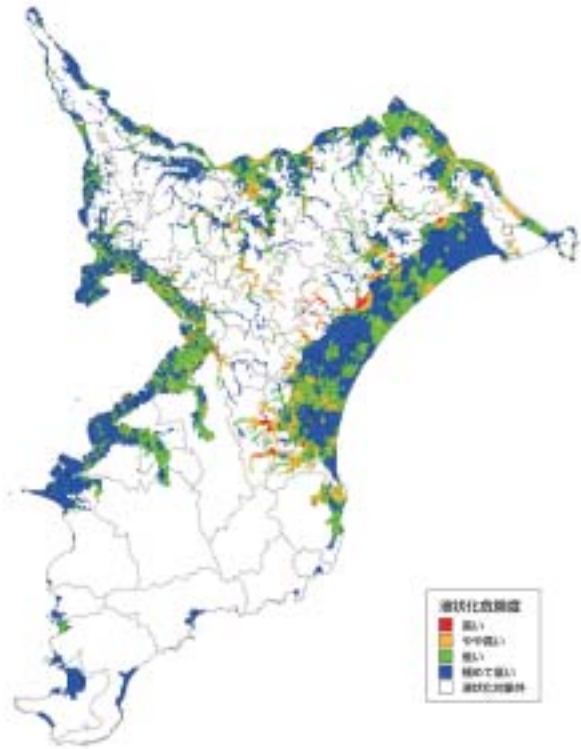 液状化危険度
高い
やや高い
低い
極めて低い
液状化対象外